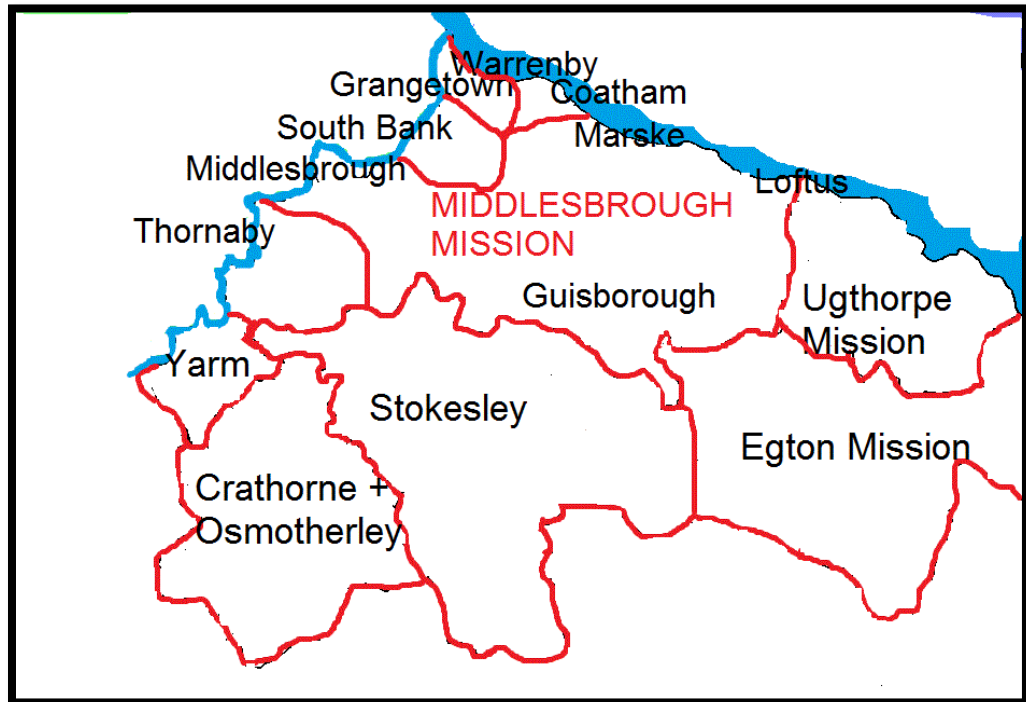 Warrenby
Grangetown
Coatham
South Bank
Marske
Middlesbrough
Loftus
MIDDLESBROUGH
MISSION
Thornaby
Guisborough
Ugthorpe
Mission
Yarm
Stokesley
Egton Mission
Crathorne +
Osmotherley